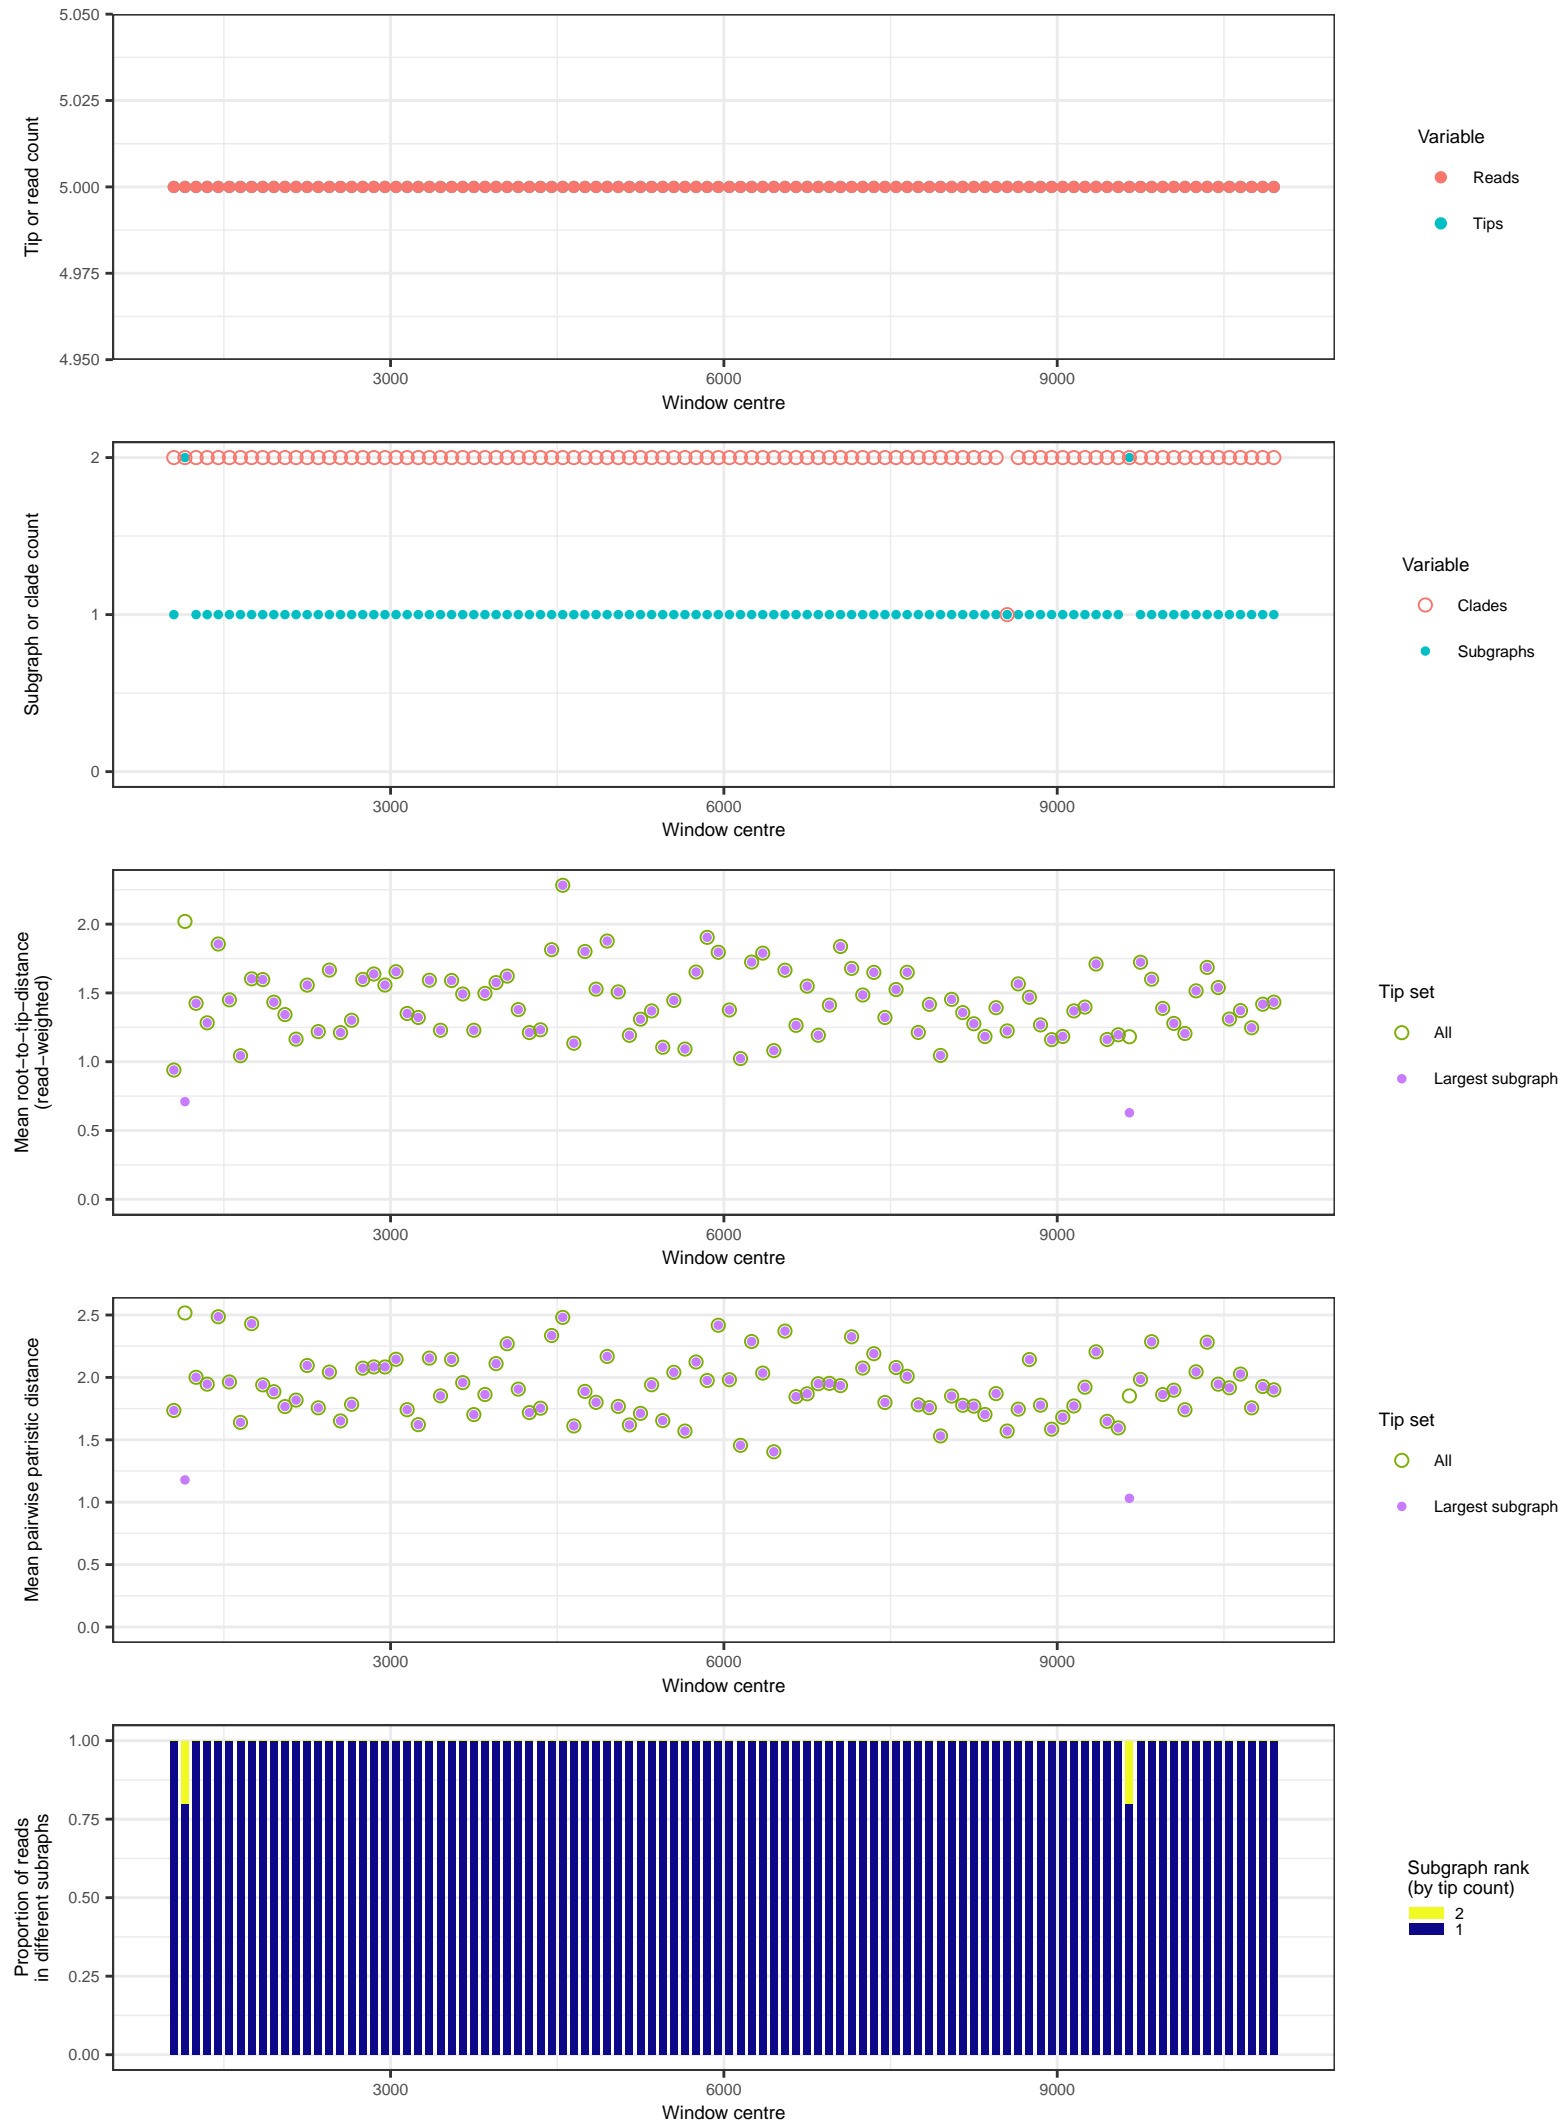 5.050
5.025
5.000
4.975
4.950
Tip or read count
3000
6000
9000
Window centre
Variable
Reads
Tips
2
1
0
Subgraph or clade count
3000
6000
9000
Window centre
Variable
Clades
Subgraphs
2.0
1.5
1.0
0.5
0.0
Mean root−to−tip−distance
(read−weighted)
3000
6000
9000
Window centre
Tip set
All
Largest subgraph
2.5
2.0
1.5
1.0
0.5
0.0
Mean pairwise patristic distance
3000
6000
9000
Window centre
Tip set
All
Largest subgraph
1.00
0.75
0.50
0.25
0.00
Proportion of reads
in different subraphs
3000
6000
9000
Window centre
Subgraph rank
(by tip count)
2
1